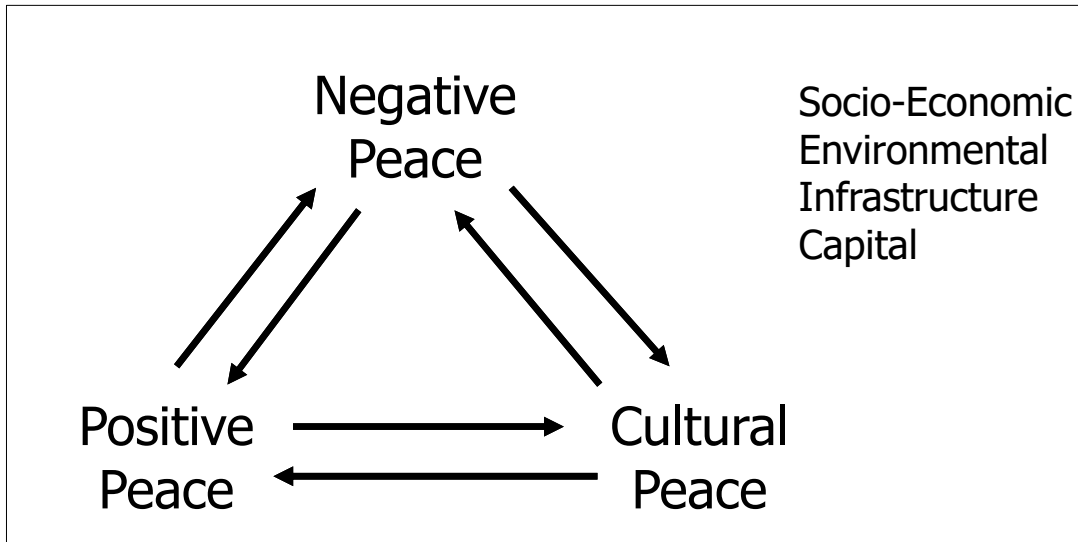 Negative
Peace
Socio-Economic
Environmental
Infrastructure
Capital
Positive
Peace
Cultural
Peace